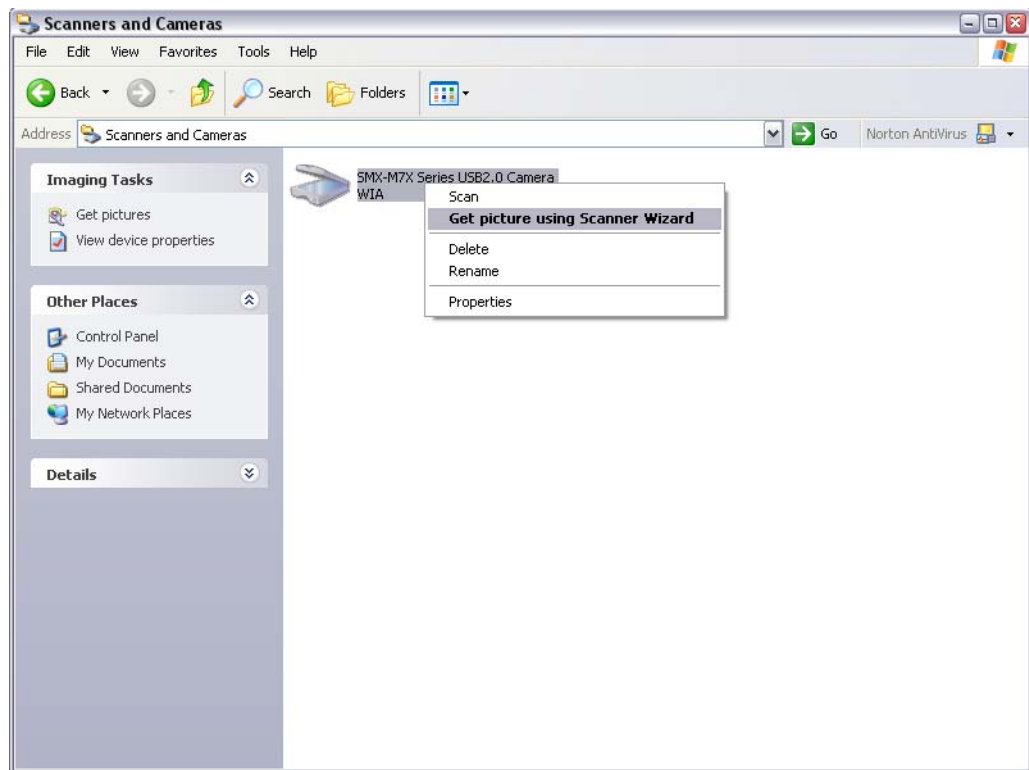 Scanners and Cameras
File Edit View Favorites Tools Help
Back Search Folders
Address Scanners and Cameras Go Norton AntiVirus
Imaging Tasks
Get pictures
View device properties
Other Places
Control Panel
My Documents
Shared Documents
My Network Places
Details
SMX-M7X Series USB2.0 Camera
WIA
Scan
Get picture using Scanner Wizard
Delete
Rename
Properties